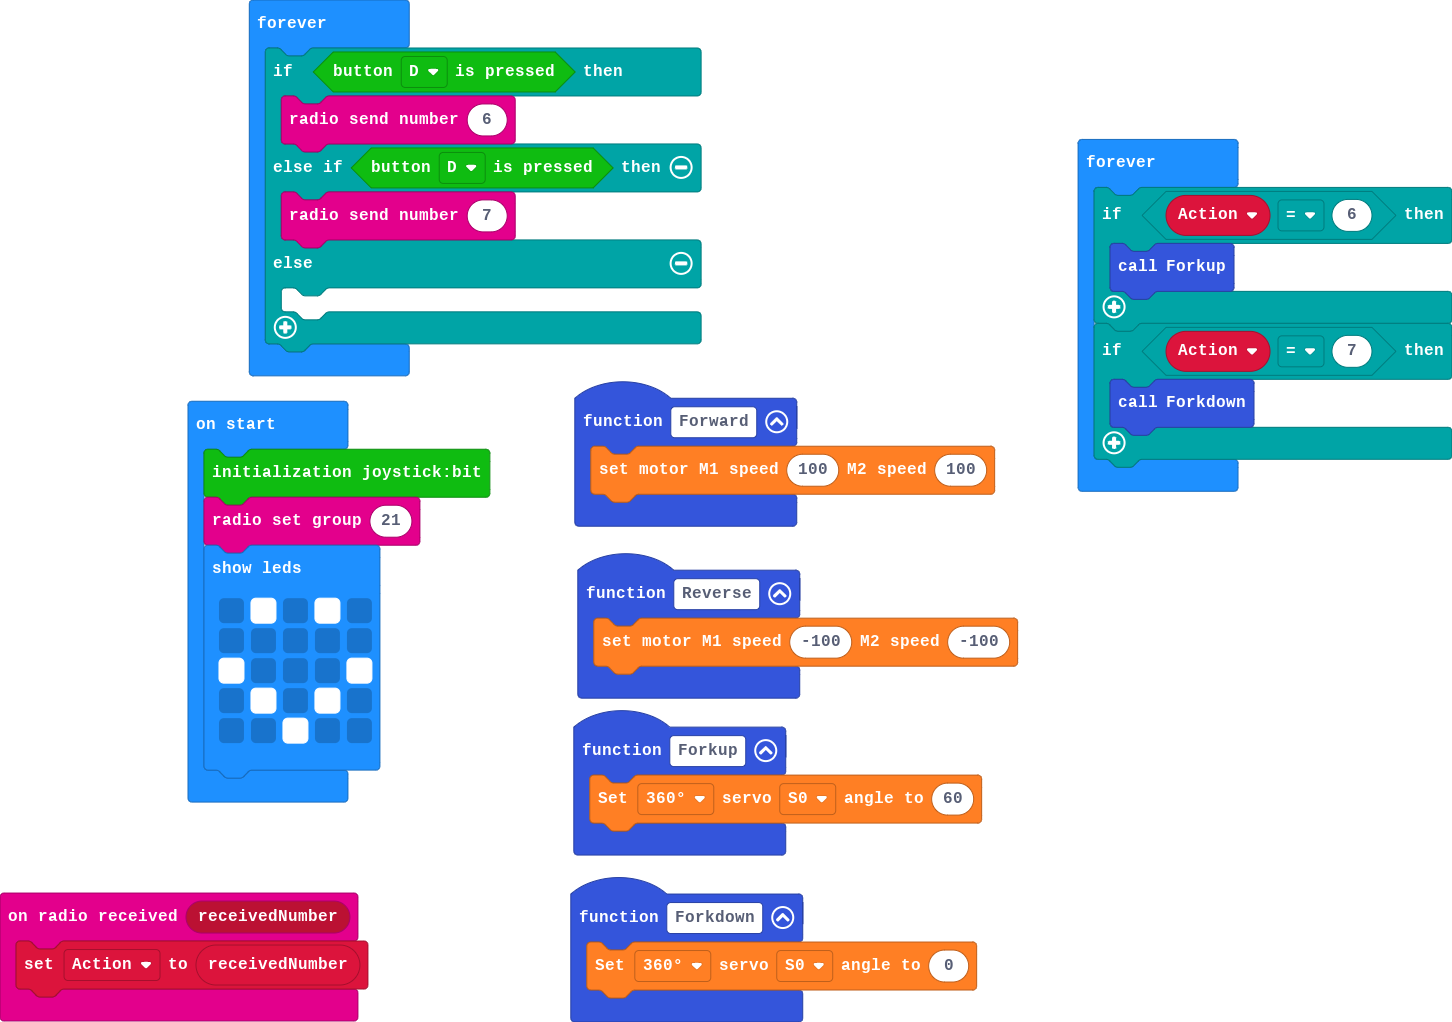 forever
if button D is pressed then
radio send number 6
else if button D is pressed then
radio send number 7
else
on start
initialization joystick:bit
radio set group 21
show leds
on radio received receivedNumber
set Action to receivedNumber
function Forward
set motor M1 speed 100 M2 speed 100
function Reverse
set motor M1 speed -100 M2 speed -100
function Forkup
Set 360° servo S0 angle to 60
function Forkdown
Set 360° servo S0 angle to 0
forever
if Action = 6 then
call Forkup
if Action = 7 then
call Forkdown